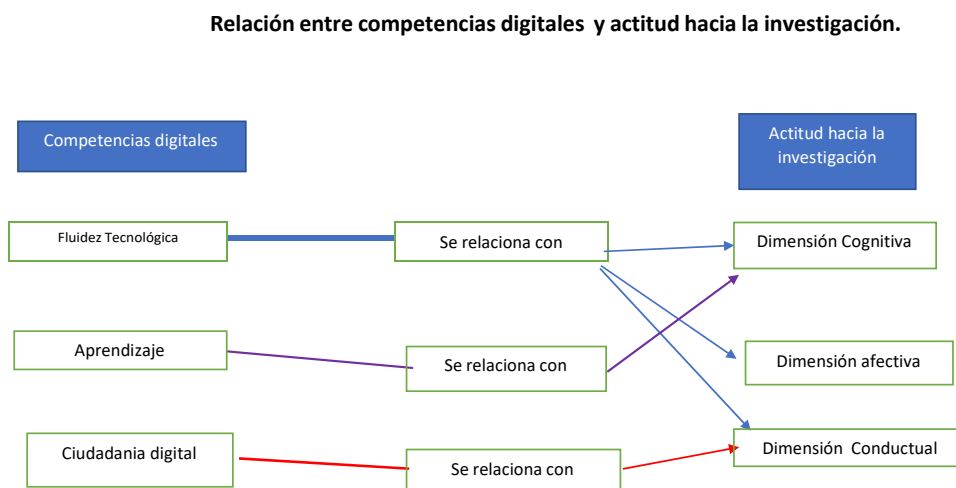 Relación entre competencias digitales y actitud hacia la investigación.
Competencias digitales
Actitud hacia la
investigación
Fluidez Tecnológica
Se relaciona con
Dimensión Cognitiva
Aprendizaje
Se relaciona con
Dimensión afectiva
Ciudadania digital
Se relaciona con
Dimensión Conductual